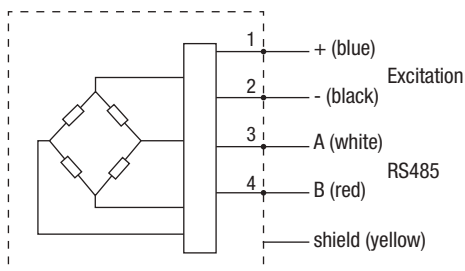 1 + (blue)
Excitation
2 - (black)
3 A (white)
RS485
4 B (red)
shield (yellow)